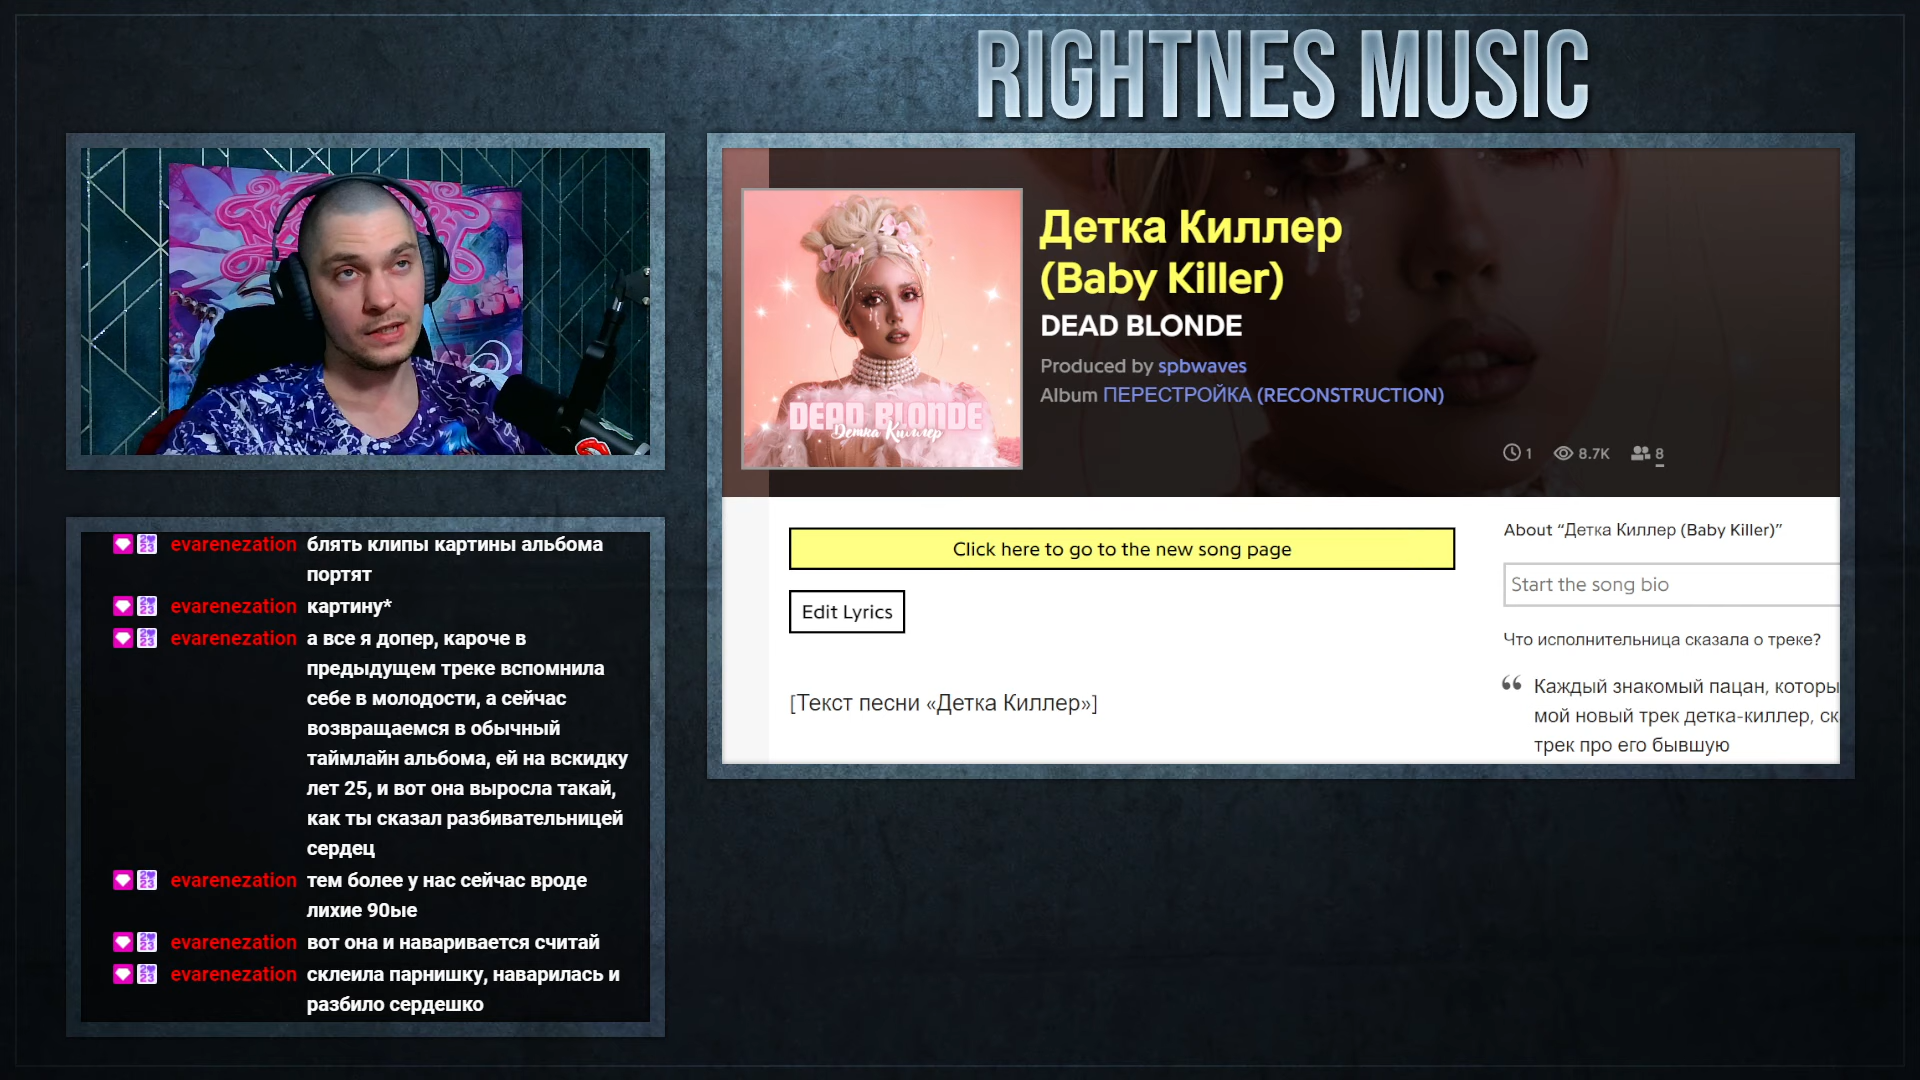 RIGHTNES MUSIC
DEAD BLONDE
Детка Киллер
Детка Киллер
(Baby Killer)
DEAD BLONDE
Produced by spbwaves
Album ПЕРЕСТРОЙКА (RECONSTRUCTION)
1 8.7K 8
Click here to go to the new song page
Edit Lyrics
[Текст песни «Детка Киллер»]
About “Детка Киллер (Baby Killer)”
Start the song bio
Что исполнительница сказала о треке?
“ Каждый знакомый пацан, которы
мой новый трек детка-киллер, ск
трек про его бывшую
evarenezation блять клипы картины альбома
портят
evarenezation картину*
evarenezation а все я допер, кароче в
предыдущем треке вспомнила
себе в молодости, а сейчас
возвращаемся в обычный
таймлайн альбома, ей на вскидку
лет 25, и вот она выросла такай,
как ты сказал разбивательницей
сердец
evarenezation тем более у нас сейчас вроде
лихие 90ые
evarenezation вот она и наваривается считай
evarenezation склеила парнишку, наварилась и
разбило сердешко